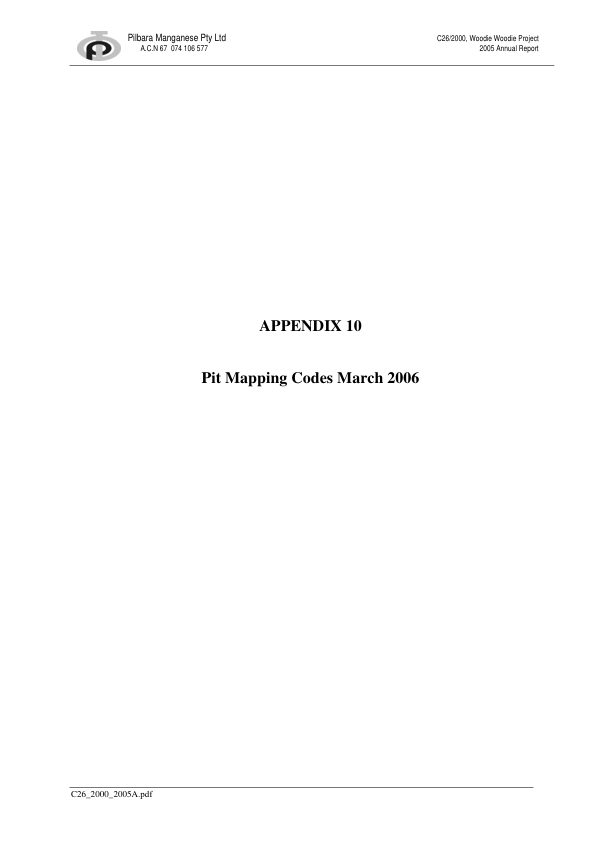 Pilbara Manganese Pty Ltd
A.C.N 67 074 106 577
C26/2000, Woodie Woodie Project
2005 Annual Report
APPENDIX 10
Pit Mapping Codes March 2006
C26_2000_2005A.pdf